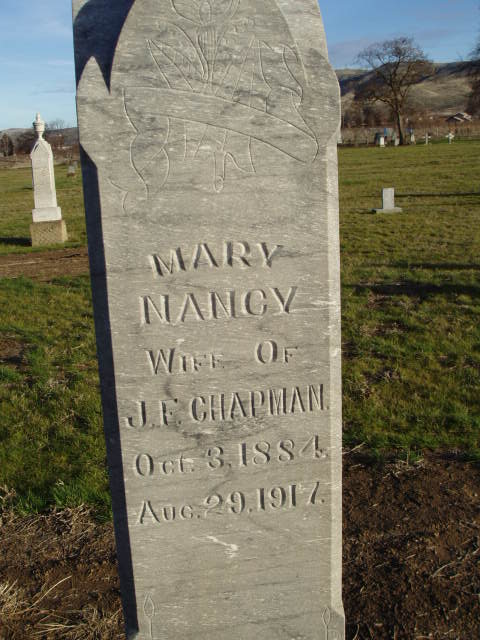 MARY
NANCY
WIFE OF
J.F. CHAPMAN.
OCT. 3, 1884.
AUG. 29, 1917.